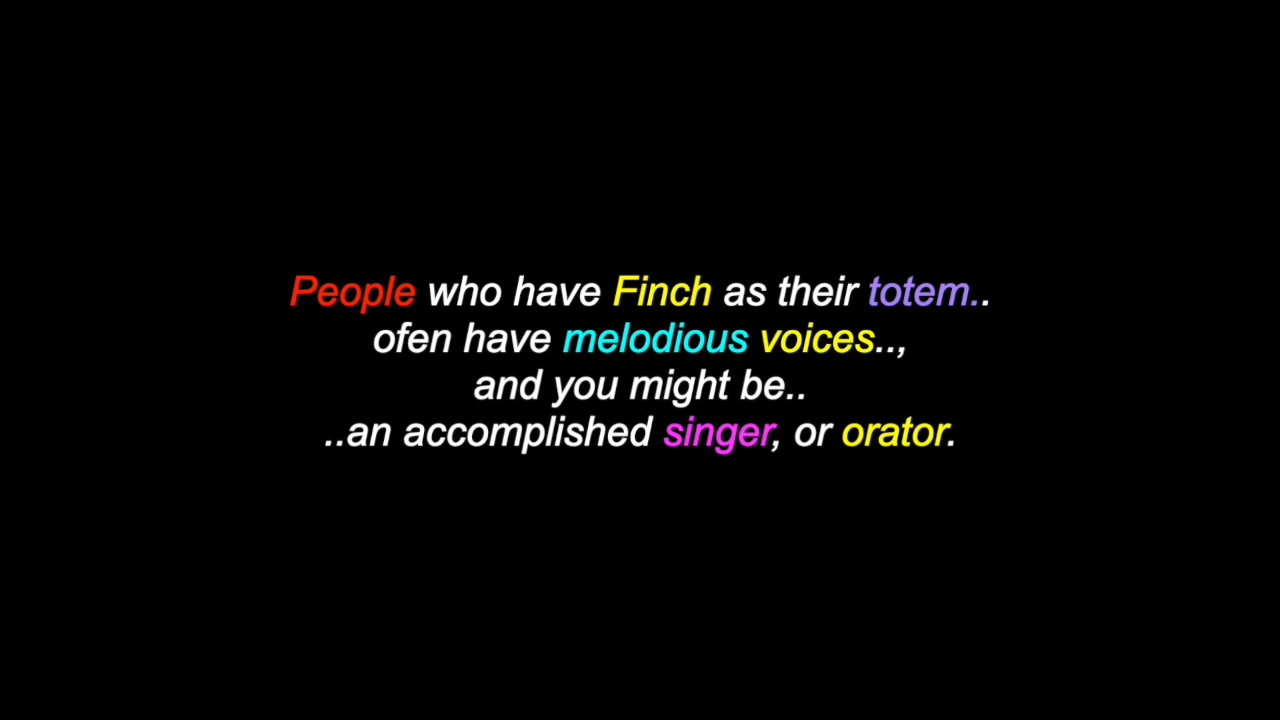 People who have Finch as their totem..
ofen have melodious voices..,
and you might be..
..an accomplished singer, or orator.